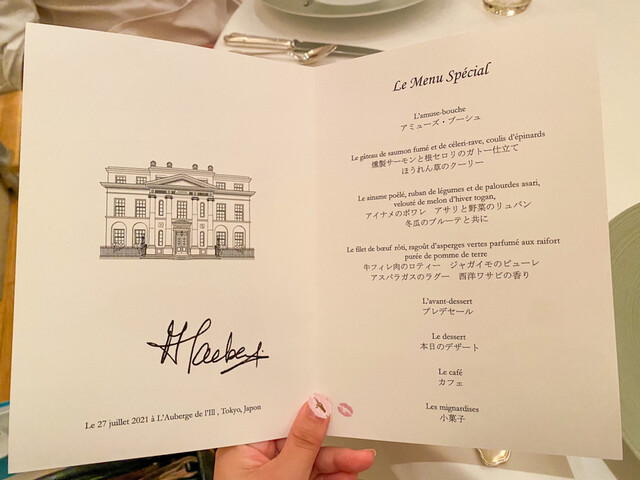 Le 27 juillet 2021 à L'Auberge de l'Ill , Tokyo, Japon
Le Menu Spécial
L'amuse-bouche
アミューズ・ブーシュ
Le gâteau de saumon fumé et de céleri-rave, coulis d'épinards
燻製サーモンと根セロリのガトー仕立て
ほうれん草のクーリー
Le ainame poêlé, ruban de légumes et de palourdes asari,
velouté de melon d'hiver togan,
アイナメのポワレ アサリと野菜のリュバン
冬瓜のブルーテと共に
Le filet de bœuf rôti, ragoût d'asperges vertes parfumé aux raifort
purée de pomme de terre
牛フィレ肉のロティー ジャガイモのピューレ
アスパラガスのラグー 西洋ワサビの香り
L'avant-dessert
プレデセール
Le dessert
本日のデザート
Le café
カフェ
Les mignardises
小菓子